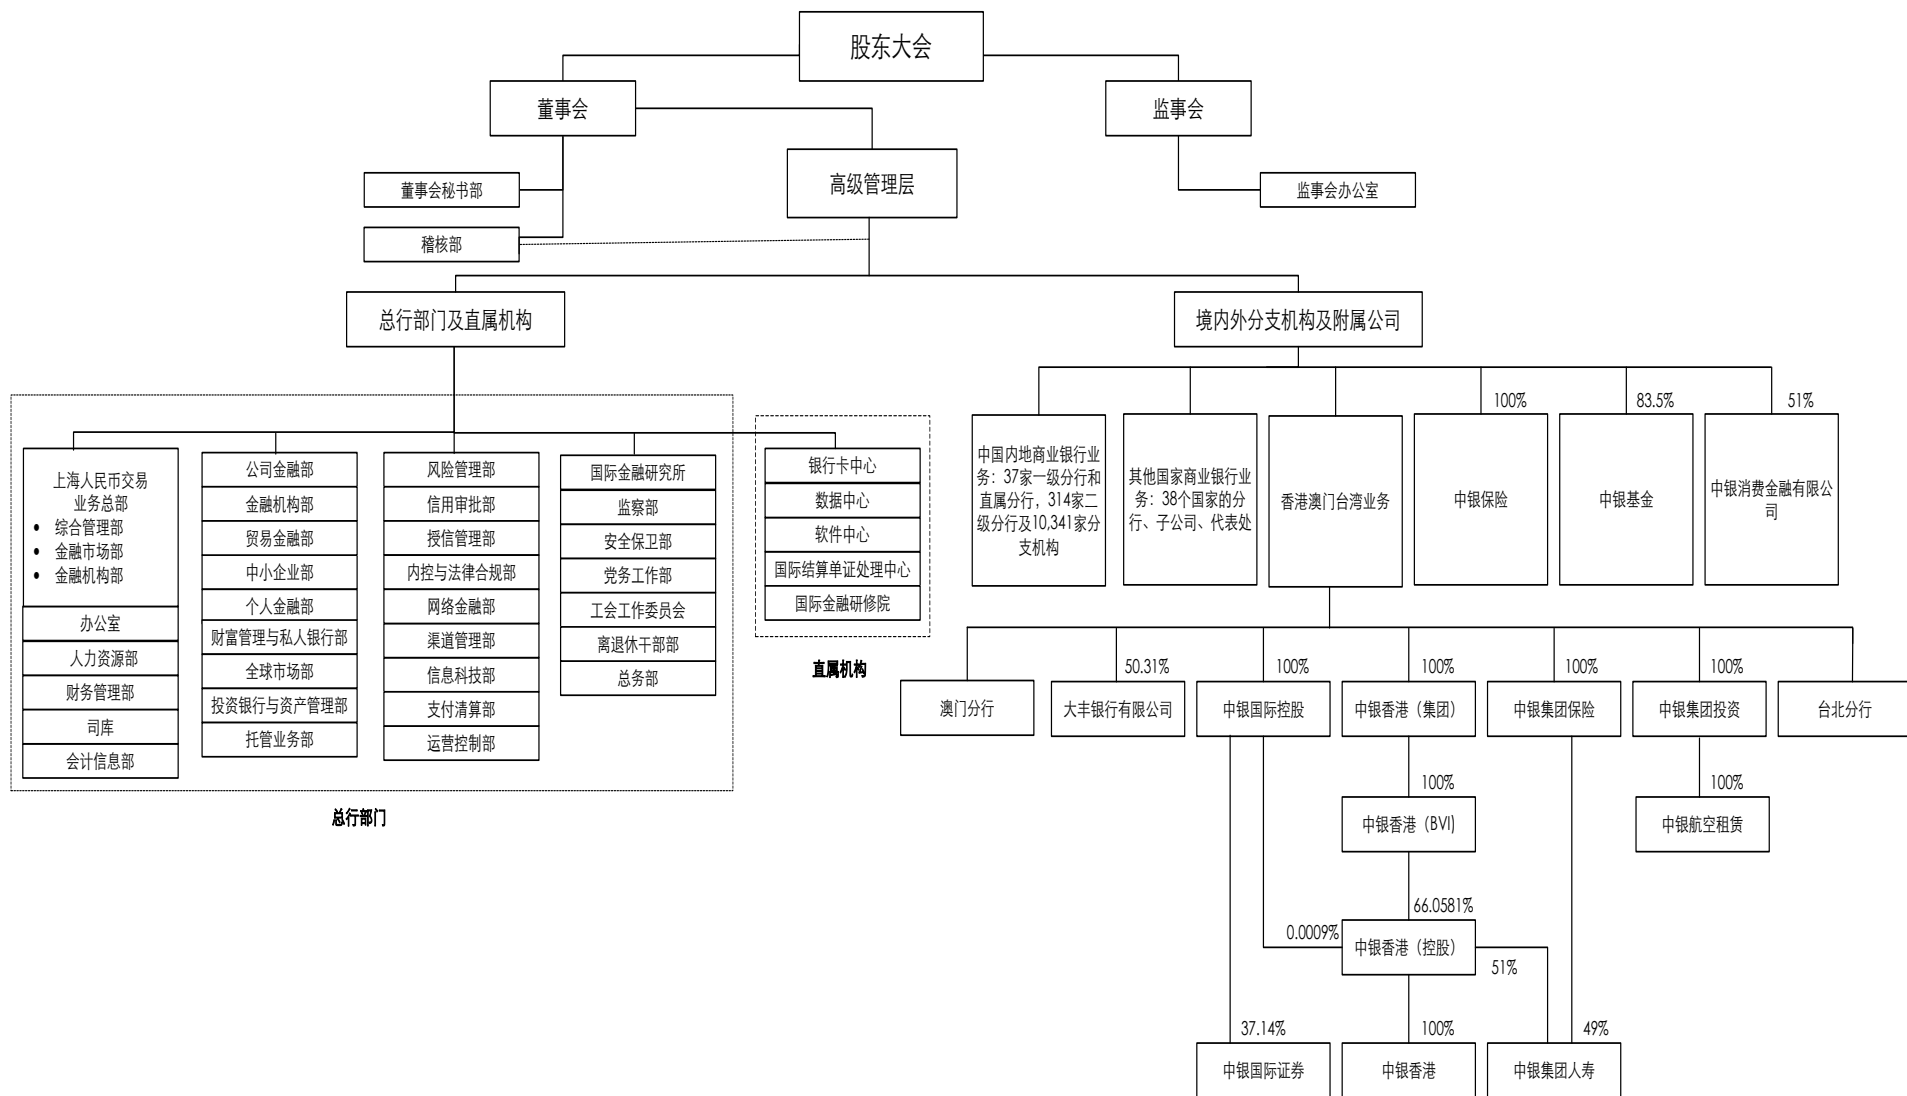 股东大会
董事会
监事会
高级管理层
董事会秘书部
监事会办公室
稽核部
总行部门及直属机构
境内外分支机构及附属公司
上海人民币交易
业务总部
• 综合管理部
• 金融市场部
• 金融机构部
办公室
人力资源部
财务管理部
司库
会计信息部
公司金融部
金融机构部
贸易金融部
中小企业部
个人金融部
财富管理与私人银行部
全球市场部
投资银行与资产管理部
托管业务部
风险管理部
信用审批部
授信管理部
内控与法律合规部
网络金融部
渠道管理部
信息科技部
支付清算部
运营控制部
国际金融研究所
监察部
安全保卫部
党务工作部
工会工作委员会
离退休干部部
总务部
总行部门
银行卡中心
数据中心
软件中心
国际结算单证处理中心
国际金融研修院
直属机构
中国内地商业银行业
务：37家一级分行和
直属分行，314家二
级分行及10,341家分
支机构
其他国家商业银行业
务：38个国家的分
行、子公司、代表处
香港澳门台湾业务
100%
中银保险
83.5%
中银基金
51%
中银消费金融有限公
司
澳门分行
50.31%
大丰银行有限公司
100%
中银国际控股
100%
中银香港（集团）
100%
中银集团保险
100%
中银集团投资
台北分行
100%
中银香港（BVI)
100%
中银航空租赁
66.0581%
0.0009%
中银香港（控股）
51%
37.14%
100%
49%
中银国际证券
中银香港
中银集团人寿